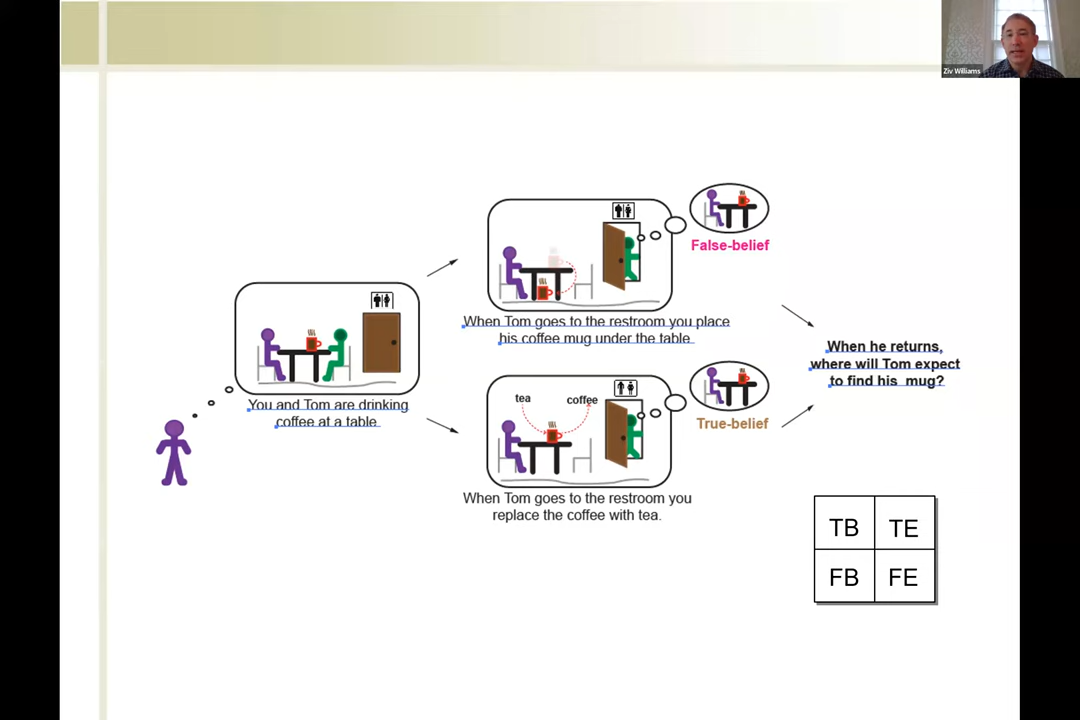 Ziv Williams
False-belief
When Tom goes to the restroom you place
his coffee mug under the table.
You and Tom are drinking
coffee at a table.
tea
coffee
True-belief
When Tom goes to the restroom you
replace the coffee with tea.
When he returns,
where will Tom expect
to find his mug?
TB TE
FB FE